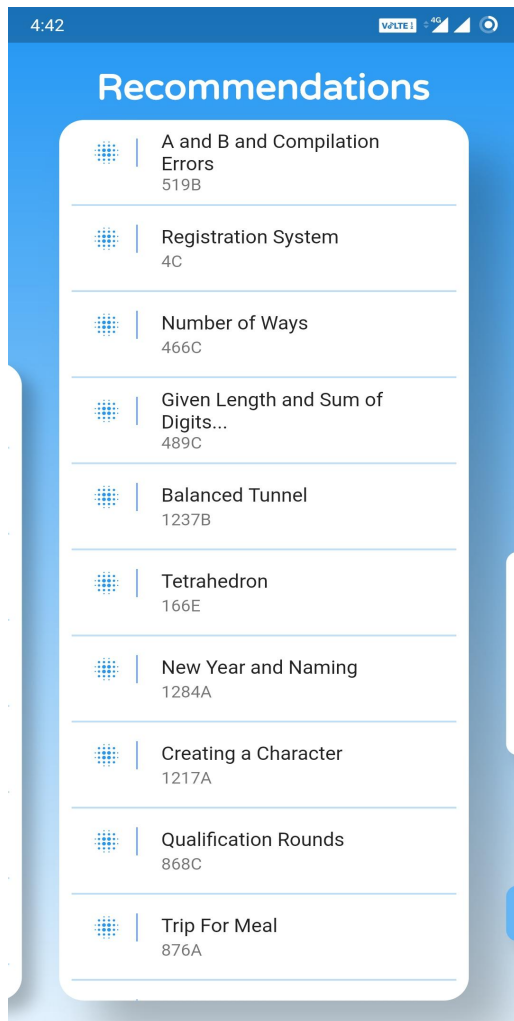 4:42
VoLTE 4G
Recommendations
A and B and Compilation
Errors
519B
Registration System
4C
Number of Ways
466C
Given Length and Sum of
Digits...
489C
Balanced Tunnel
1237B
Tetrahedron
166E
New Year and Naming
1284A
Creating a Character
1217A
Qualification Rounds
868C
Trip For Meal
876A